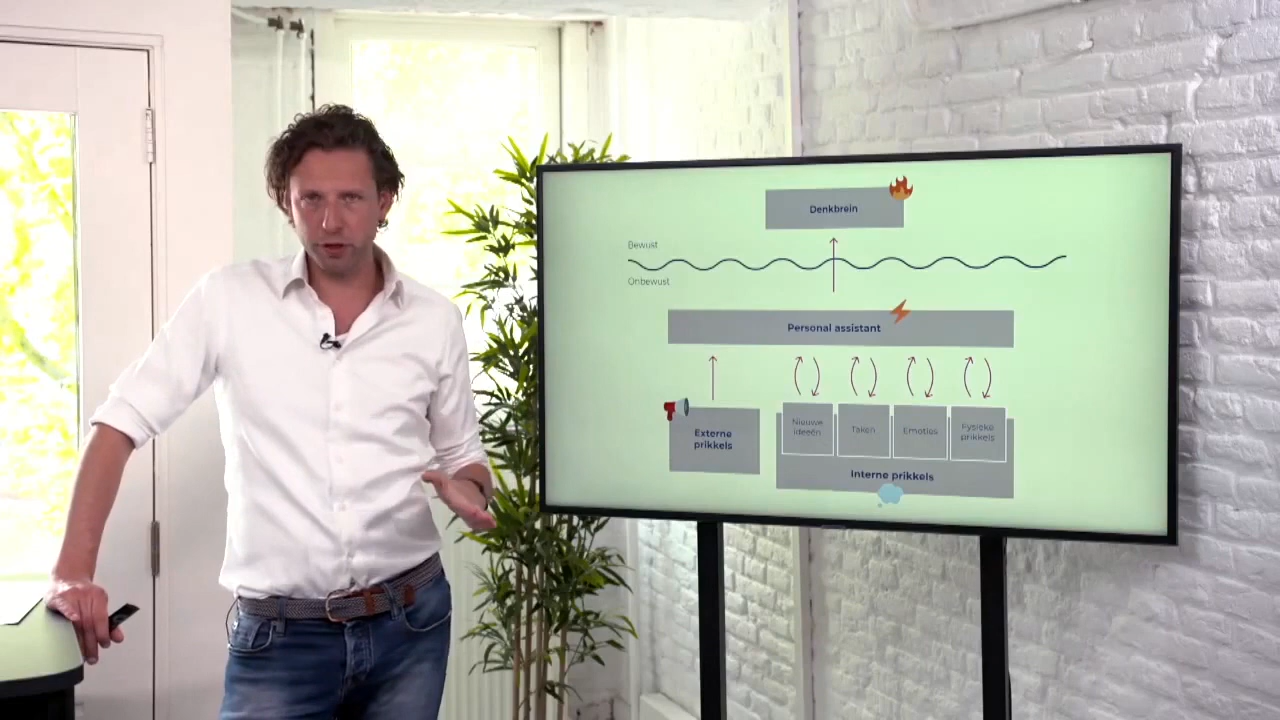 Denkbrein
Bewust
Onbewust
Personal assistant
Externe
prikkels
Nieuwe
ideeën
Taken
Emoties
Fysieke
prikkels
Interne prikkels